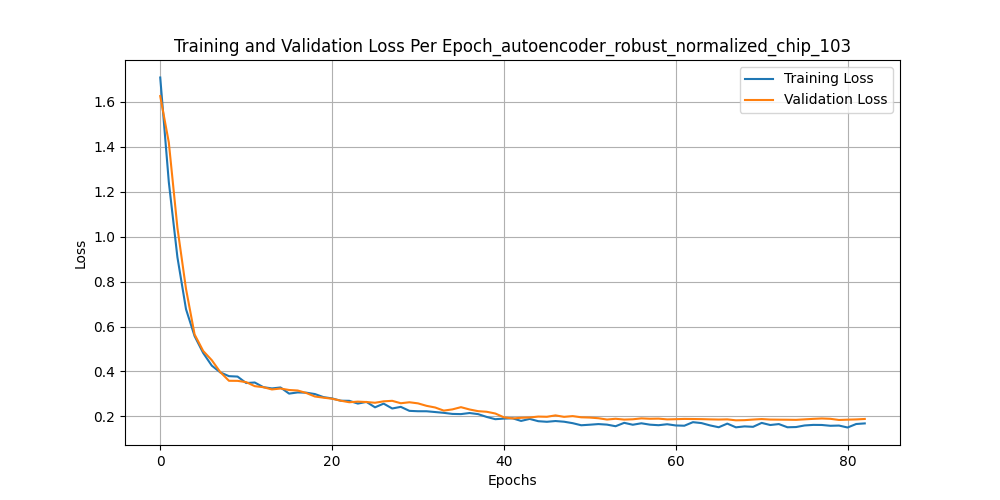 Training and Validation Loss Per Epoch_autoencoder_robust_normalized_chip_103
Training Loss
Validation Loss
1.6
1.4
1.2
1.0
0.8
0.6
0.4
0.2
Loss
0 20 40 60 80
Epochs